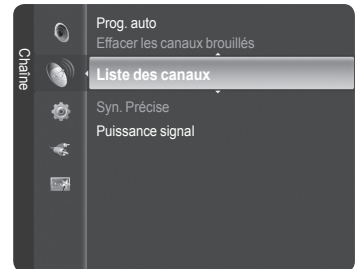 Chaîne
Prog. auto
Effacer les canaux brouillés
Liste des canaux
Syn. Précise
Puissance signal